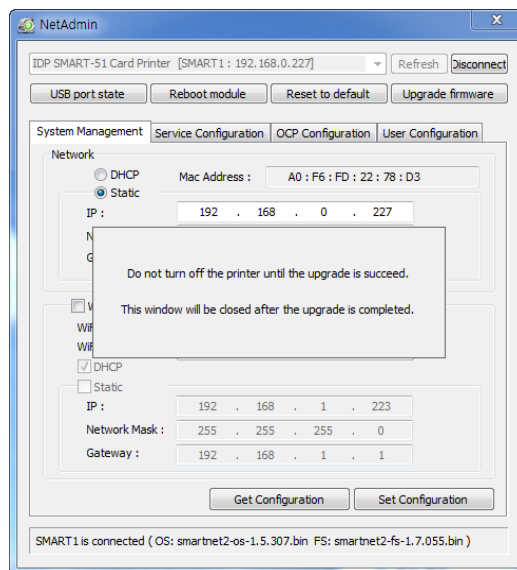 NetAdmin
IDP SMART-51 Card Printer [SMART1 : 192.168.0.227]
Refresh
Disconnect
USB port state
Reboot module
Reset to default
Upgrade firmware
System Management
Service Configuration
OCP Configuration
User Configuration
Network
DHCP
Mac Address :
A0 : F6 : FD : 22 : 78 : D3
Static
IP :
192 . 168 . 0 . 227
Do not turn off the printer until the upgrade is succeed.
This window will be closed after the upgrade is completed.
DHCP
Static
IP :
192 . 168 . 1 . 223
Network Mask :
255 . 255 . 255 . 0
Gateway :
192 . 168 . 1 . 1
Get Configuration
Set Configuration
SMART1 is connected ( OS: smartnet2-os-1.5.307.bin FS: smartnet2-fs-1.7.055.bin )